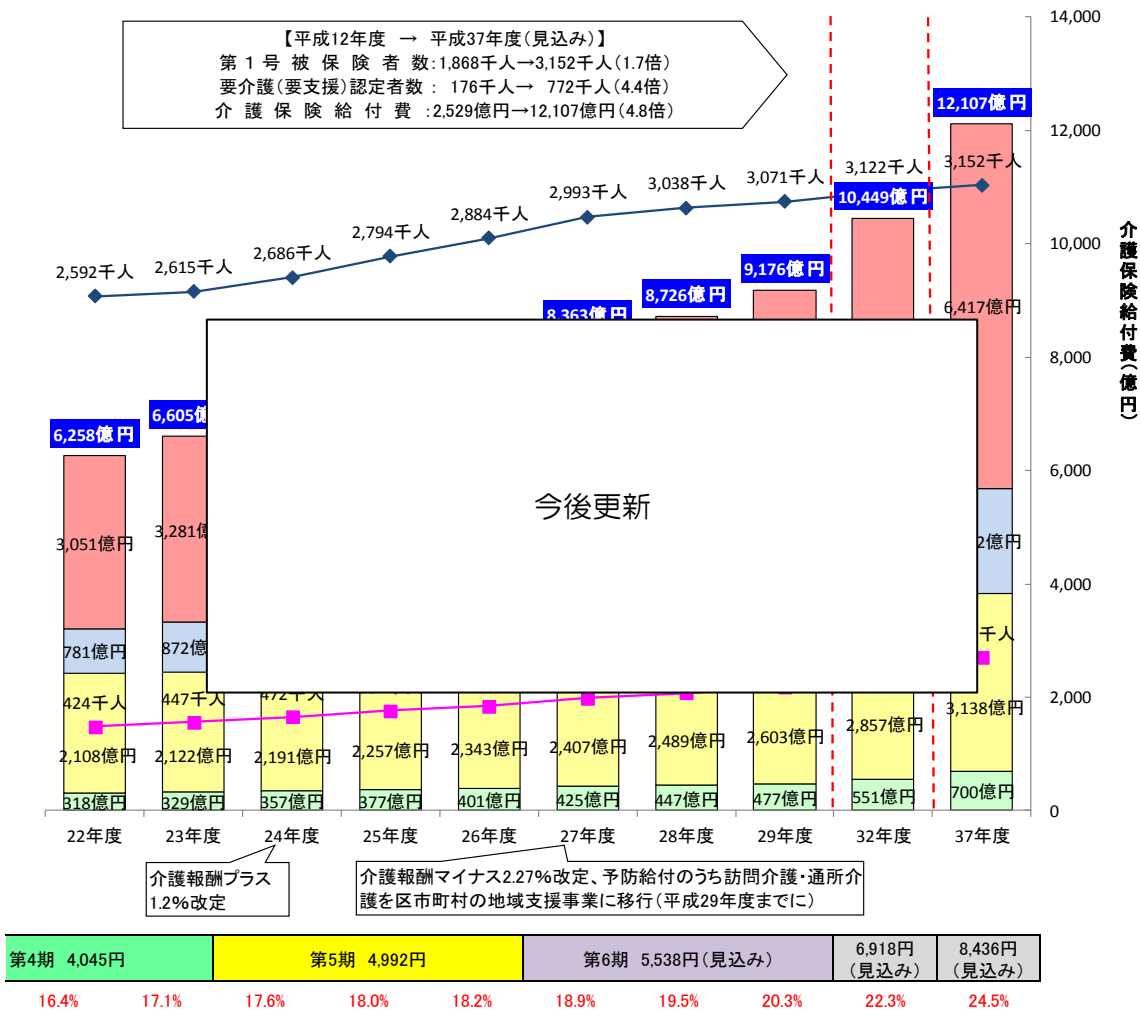 【平成12年度 → 平成37年度(見込み)】
第1号被保険者数:1,868千人→3,152千人(1.7倍)
要介護(要支援)認定者数 : 176千人→ 772千人(4.4倍)
介護保険給付費:2,529億円→12,107億円(4.8倍)
14,000
12,000
10,000
8,000
6,000
4,000
2,000
0
介護保険給付費(億円)
2,592千人
2,615千人
2,686千人
2,794千人
2,884千人
2,993千人
3,038千人
3,071千人
3,122千人
3,152千人
6,258億円
6,605億
8,363億円
8,726億円
9,176億円
10,449億円
12,107億円
3,051億円
3,281億
6,417億円
今後更新
781億円
872億
2億円
424千人
447千人
472千人
千人
2,108億円
2,122億円
2,191億円
2,257億円
2,343億円
2,407億円
2,489億円
2,603億円
2,857億円
3,138億円
318億円
329億円
357億円
377億円
401億円
425億円
447億円
477億円
551億円
700億円
22年度
23年度
24年度
25年度
26年度
27年度
28年度
29年度
32年度
37年度
介護報酬プラス
1.2%改定
介護報酬マイナス2.27%改定、予防給付のうち訪問介護・通所介
護を区市町村の地域支援事業に移行(平成29年度までに)
第4期 4,045円
第5期 4,992円
第6期 5,538円(見込み)
6,918円
(見込み)
8,436円
(見込み)
16.4%
17.1%
17.6%
18.0%
18.2%
18.9%
19.5%
20.3%
22.3%
24.5%